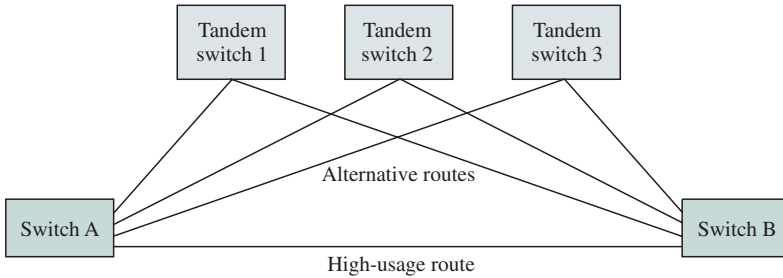 Tandem
switch 1
Tandem
switch 2
Tandem
switch 3
Alternative routes
Switch A
Switch B
High-usage route